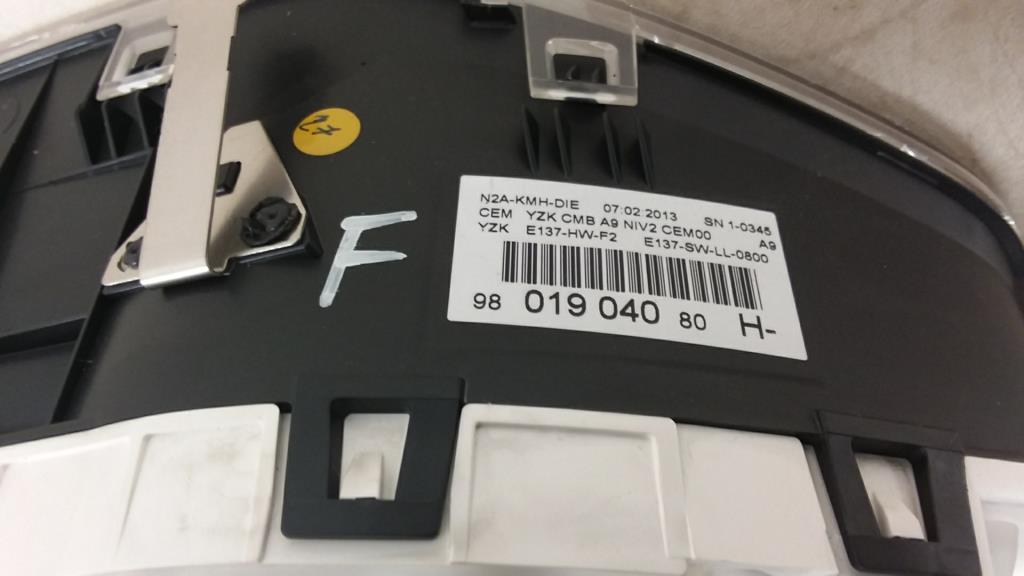 27
F
N2A-KMH-DIE 07.02.2013 SN 1-0345
CEM YZK CMB A9 NIV2 CEM00 A9
YZK E137-HW-F2 E137-SW-LL-0800
98 019 040 80 H-